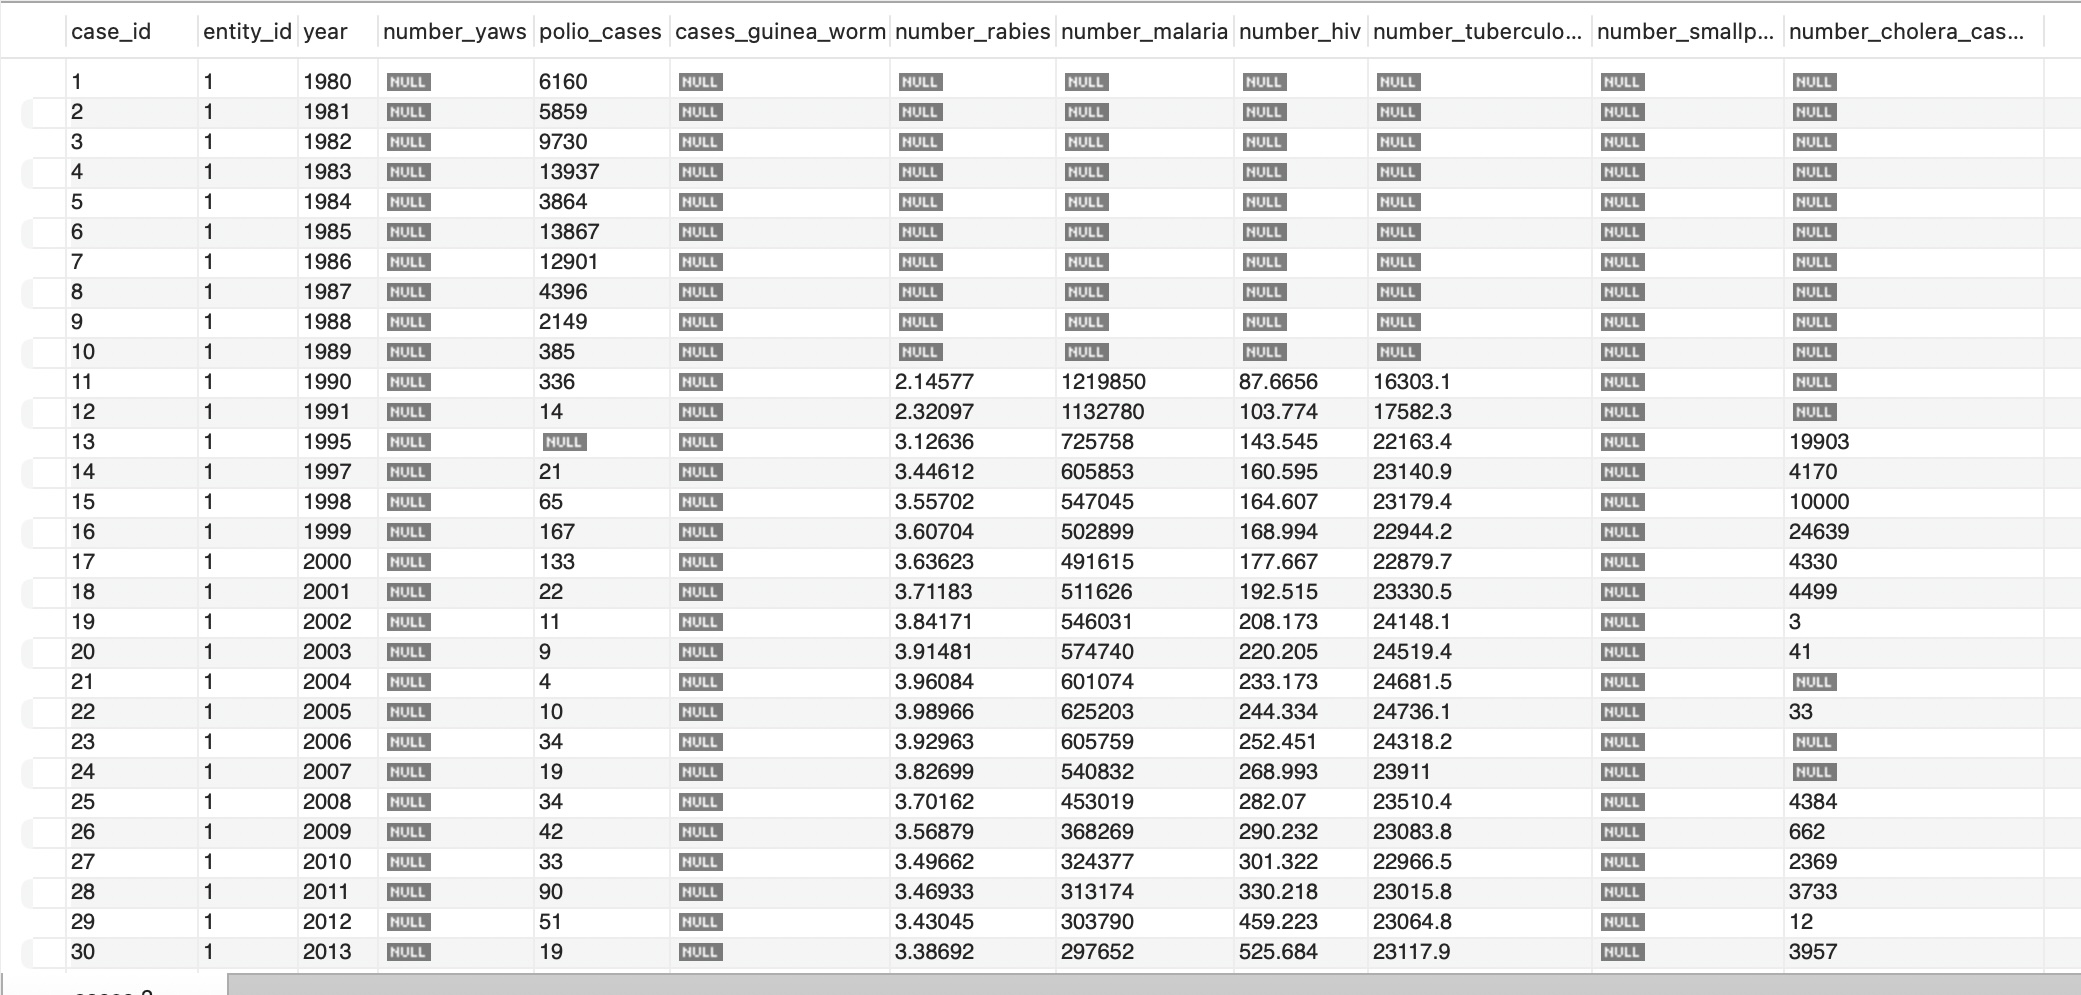 case_id entity_id year number_yaws polio_cases cases_guinea_worm number_rabies number_malaria number_hiv number_tuberculo... number_smallp... number_cholera_cas...
1 1 1980 NULL 6160 NULL NULL NULL NULL NULL NULL NULL
2 1 1981 NULL 5859 NULL NULL NULL NULL NULL NULL NULL
3 1 1982 NULL 9730 NULL NULL NULL NULL NULL NULL NULL
4 1 1983 NULL 13937 NULL NULL NULL NULL NULL NULL NULL
5 1 1984 NULL 3864 NULL NULL NULL NULL NULL NULL NULL
6 1 1985 NULL 13867 NULL NULL NULL NULL NULL NULL NULL
7 1 1986 NULL 12901 NULL NULL NULL NULL NULL NULL NULL
8 1 1987 NULL 4396 NULL NULL NULL NULL NULL NULL NULL
9 1 1988 NULL 2149 NULL NULL NULL NULL NULL NULL NULL
10 1 1989 NULL 385 NULL NULL NULL NULL NULL NULL NULL
11 1 1990 NULL 336 NULL 2.14577 1219850 87.6656 16303.1 NULL NULL
12 1 1991 NULL 14 NULL 2.32097 1132780 103.774 17582.3 NULL NULL
13 1 1995 NULL NULL NULL 3.12636 725758 143.545 22163.4 NULL 19903
14 1 1997 NULL 21 NULL 3.44612 605853 160.595 23140.9 NULL 4170
15 1 1998 NULL 65 NULL 3.55702 547045 164.607 23179.4 NULL 10000
16 1 1999 NULL 167 NULL 3.60704 502899 168.994 22944.2 NULL 24639
17 1 2000 NULL 133 NULL 3.63623 491615 177.667 22879.7 NULL 4330
18 1 2001 NULL 22 NULL 3.71183 511626 192.515 23330.5 NULL 4499
19 1 2002 NULL 11 NULL 3.84171 546031 208.173 24148.1 NULL 3
20 1 2003 NULL 9 NULL 3.91481 574740 220.205 24519.4 NULL 41
21 1 2004 NULL 4 NULL 3.96084 601074 233.173 24681.5 NULL NULL
22 1 2005 NULL 10 NULL 3.98966 625203 244.334 24736.1 NULL 33
23 1 2006 NULL 34 NULL 3.92963 605759 252.451 24318.2 NULL NULL
24 1 2007 NULL 19 NULL 3.82699 540832 268.993 23911 NULL NULL
25 1 2008 NULL 34 NULL 3.70162 453019 282.07 23510.4 NULL 4384
26 1 2009 NULL 42 NULL 3.56879 368269 290.232 23083.8 NULL 662
27 1 2010 NULL 33 NULL 3.49662 324377 301.322 22966.5 NULL 2369
28 1 2011 NULL 90 NULL 3.46933 313174 330.218 23015.8 NULL 3733
29 1 2012 NULL 51 NULL 3.43045 303790 459.223 23064.8 NULL 12
30 1 2013 NULL 19 NULL 3.38692 297652 525.684 23117.9 NULL 3957